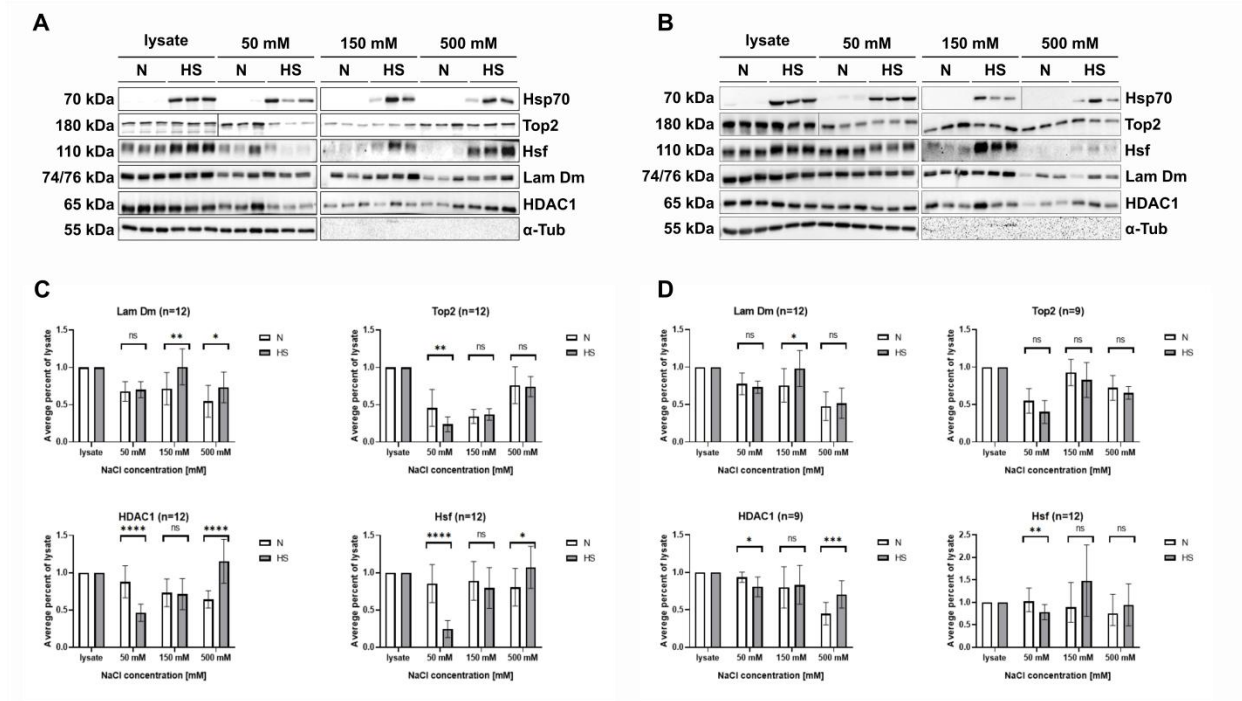 A
lysate 50 mM 150 mM 500 mM
N HS N HS N HS N HS
70 kDa Hsp70
180 kDa Top2
110 kDa Hsf
74/76 kDa Lam Dm
65 kDa HDAC1
55 kDa α-Tub
B
lysate 50 mM 150 mM 500 mM
N HS N HS N HS N HS
70 kDa Hsp70
180 kDa Top2
110 kDa Hsf
74/76 kDa Lam Dm
65 kDa HDAC1
55 kDa α-Tub
C
Lam Dm (n=12)
Averege percent of lysate
1.5
1.0
0.5
0.0
ns ** *
N
HS
lysate 50 mM 150 mM 500 mM
NaCl concentration [mM]
Top2 (n=12)
Averege percent of lysate
1.5
1.0
0.5
0.0
** ns ns
N
HS
lysate 50 mM 150 mM 500 mM
NaCl concentration [mM]
HDAC1 (n=12)
Averege percent of lysate
1.5
1.0
0.5
0.0
**** ns ****
N
HS
lysate 50 mM 150 mM 500 mM
NaCl concentration [mM]
Hsf (n=12)
Averege percent of lysate
1.5
1.0
0.5
0.0
**** ns *
N
HS
lysate 50 mM 150 mM 500 mM
NaCl concentration [mM]
D
Lam Dm (n=12)
Averege percent of lysate
1.5
1.0
0.5
0.0
ns * ns
N
HS
lysate 50 mM 150 mM 500 mM
NaCl concentration [mM]
Top2 (n=9)
Averege percent of lysate
1.5
1.0
0.5
0.0
ns ns ns
N
HS
lysate 50 mM 150 mM 500 mM
NaCl concentration [mM]
HDAC1 (n=9)
Averege percent of lysate
1.5
1.0
0.5
0.0
* ns ***
N
HS
lysate 50 mM 150 mM 500 mM
NaCl concentration [mM]
Hsf (n=12)
Averege percent of lysate
2.5
2.0
1.5
1.0
0.5
0.0
** ns ns
N
HS
lysate 50 mM 150 mM 500 mM
NaCl concentration [mM]